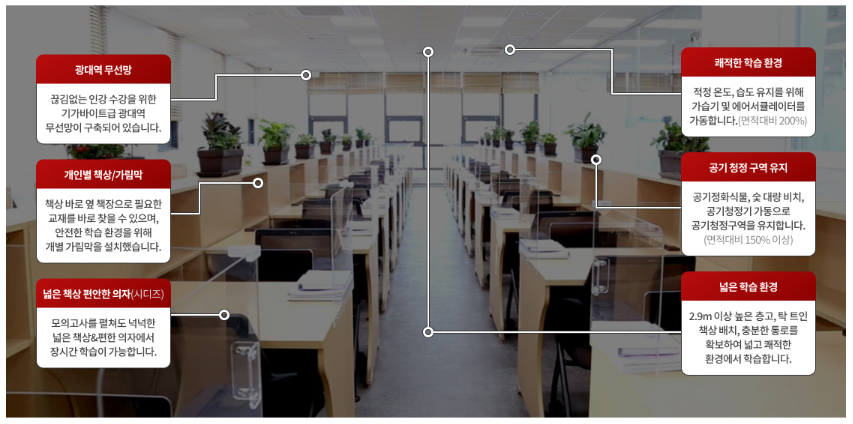 광대역 무선망
끊김없는 인강 수강을 위한
기가바이트급 광대역
무선망이 구축되어 있습니다.
개인별 책상/가림막
책상 바로 옆 책장으로 필요한
교재를 바로 찾을 수 있으며,
안전한 학습 환경을 위해
개별 가림막을 설치했습니다.
넓은 책상 편안한 의자(시디즈)
모의고사를 펼쳐도 넉넉한
넓은 책상&편한 의자에서
장시간 학습이 가능합니다.
쾌적한 학습 환경
적정 온도, 습도 유지를 위해
가습기 및 에어서큘레이터를
가동합니다.(면적대비 200%)
공기 청정 구역 유지
공기정화식물, 숯 대량 비치,
공기청정기 가동으로
공기청정구역을 유지합니다.
(면적대비 150% 이상)
넓은 학습 환경
2.9m 이상 높은 층고, 탁 트인
책상 배치, 충분한 통로를
확보하여 넓고 쾌적한
환경에서 학습합니다.